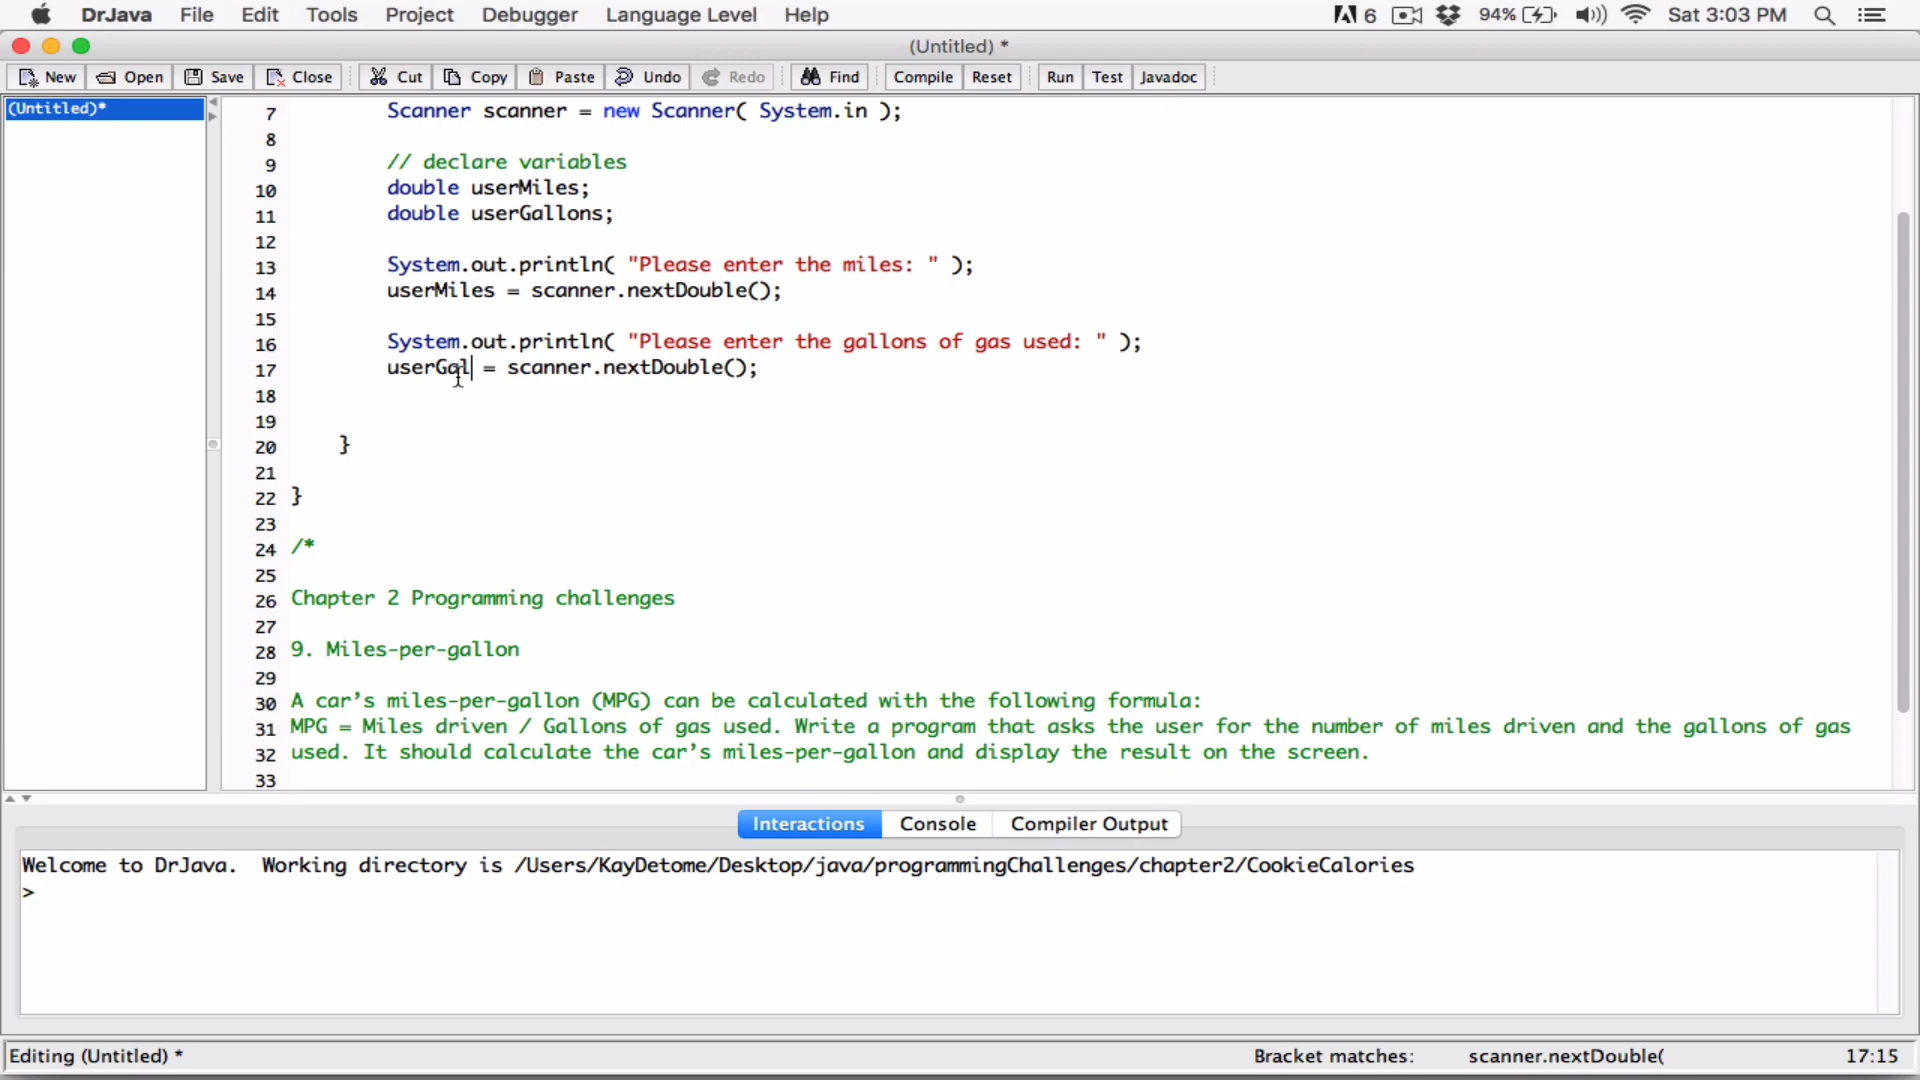 DrJava File Edit Tools Project Debugger Language Level Help 6 94% Sat 3:03 PM
(Untitled) *
New Open Save Close Cut Copy Paste Undo Redo Find Compile Reset Run Test Javadoc
(Untitled)*
7 Scanner scanner = new Scanner( System.in );
8
9 // declare variables
10 double userMiles;
11 double userGallons;
12
13 System.out.println( "Please enter the miles: " );
14 userMiles = scanner.nextDouble();
15
16 System.out.println( "Please enter the gallons of gas used: " );
17 userGal = scanner.nextDouble();
18
19
20 }
21
22 }
23
24 /*
25
26 Chapter 2 Programming challenges
27
28 9. Miles-per-gallon
29
30 A car’s miles-per-gallon (MPG) can be calculated with the following formula:
31 MPG = Miles driven / Gallons of gas used. Write a program that asks the user for the number of miles driven and the gallons of gas
32 used. It should calculate the car’s miles-per-gallon and display the result on the screen.
33
Interactions Console Compiler Output
Welcome to DrJava. Working directory is /Users/KayDetome/Desktop/java/programmingChallenges/chapter2/CookieCalories
>
Editing (Untitled) * Bracket matches: scanner.nextDouble( 17:15